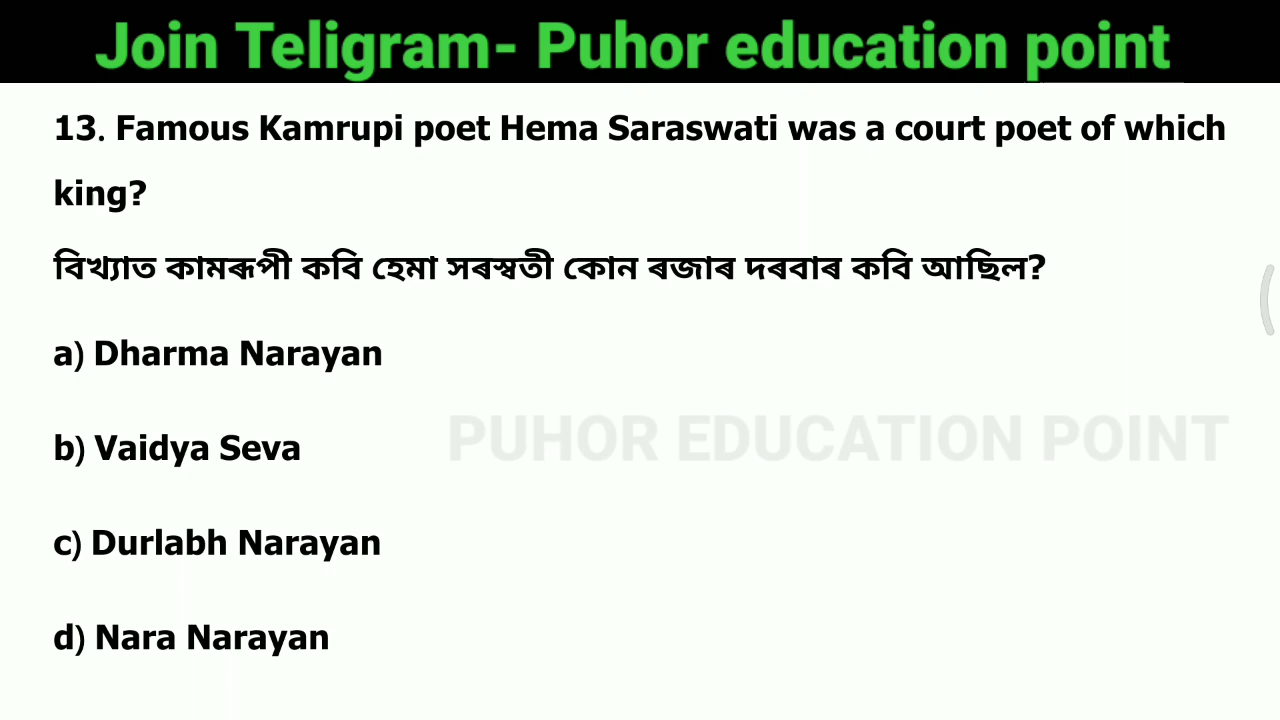 Join Teligram- Puhor education point
13. Famous Kamrupi poet Hema Saraswati was a court poet of which
king?
বিখ্যাত কামৰূপী কবি হেমা সৰস্বতী কোন ৰজাৰ দৰবাৰ কবি আছিল?
a) Dharma Narayan
PUHOR EDUCATION POINT
b) Vaidya Seva
c) Durlabh Narayan
d) Nara Narayan